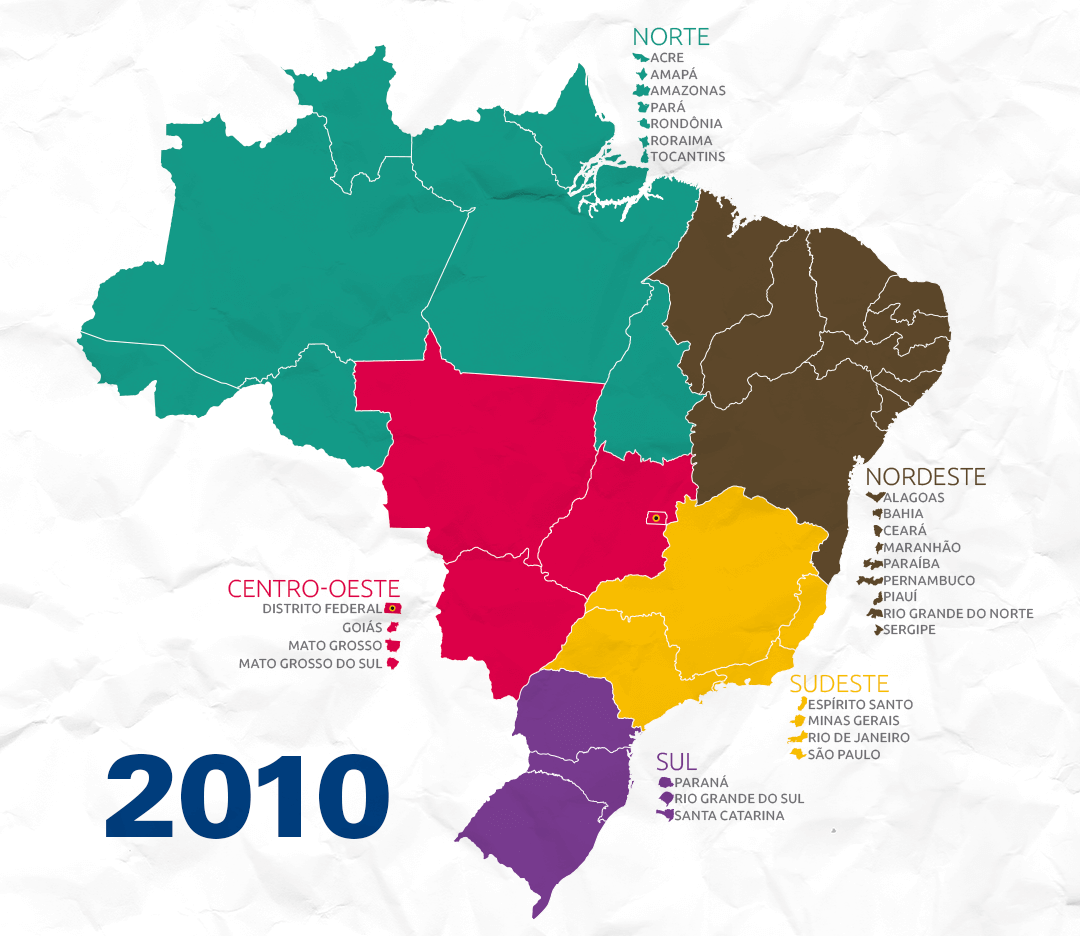 NORTE
ACRE
AMAPÁ
AMAZONAS
PARÁ
RONDÔNIA
RORAIMA
TOCANTINS
NORDESTE
ALAGOAS
BAHIA
CEARÁ
MARANHÃO
PARAÍBA
PERNAMBUCO
PIAUÍ
RIO GRANDE DO NORTE
SERGIPE
CENTRO-OESTE
DISTRITO FEDERAL
GOIÁS
MATO GROSSO
MATO GROSSO DO SUL
SUDESTE
ESPÍRITO SANTO
MINAS GERAIS
RIO DE JANEIRO
SÃO PAULO
SUL
PARANÁ
RIO GRANDE DO SUL
SANTA CATARINA
2010